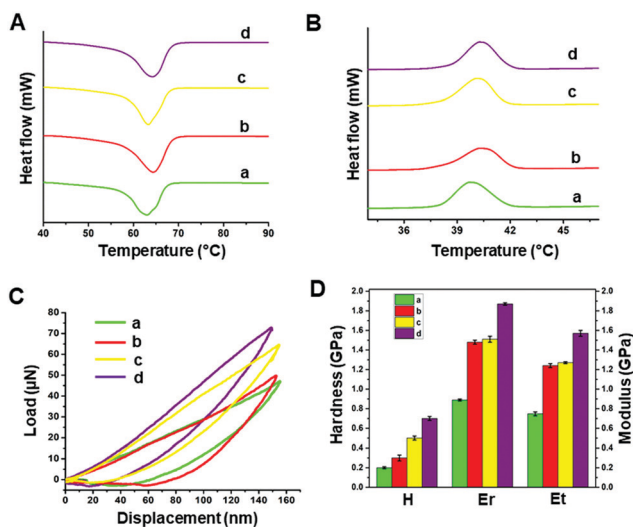 A
d
c
b
a
Heat flow (mW)
40 50 60 70 80 90
Temperature (°C)
B
d
c
b
a
Heat flow (mW)
36 39 42 45
Temperature (°C)
C
a
b
c
d
80
70
60
50
40
30
20
10
0
Load (µN)
0 20 40 60 80 100 120 140 160
Displacement (nm)
D
a
b
c
d
2.0
1.8
1.6
1.4
1.2
1.0
0.8
0.6
0.4
0.2
0.0
Hardness (GPa)
H Er Et
2.0
1.8
1.6
1.4
1.2
1.0
0.8
0.6
0.4
0.2
0.0
Modulus (GPa)